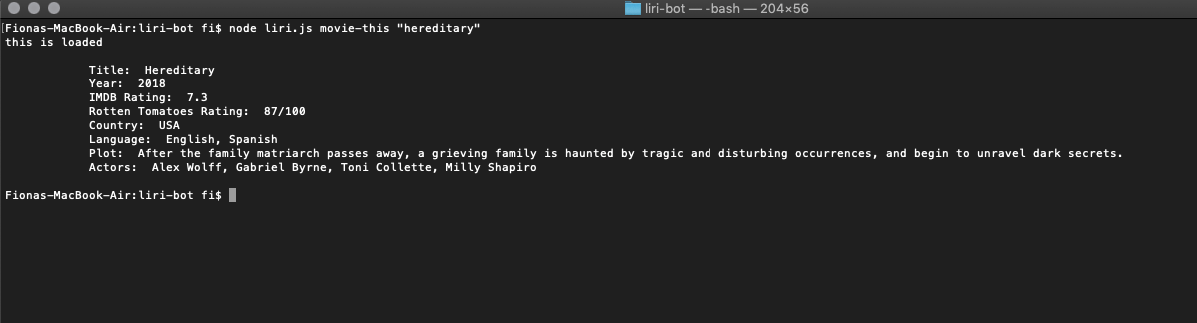 liri-bot — -bash — 204×56
[Fionas-MacBook-Air:liri-bot fi$ node liri.js movie-this "hereditary"
this is loaded
Title:  Hereditary
Year:  2018
IMDB Rating:  7.3
Rotten Tomatoes Rating:  87/100
Country:  USA
Language:  English, Spanish
Plot:  After the family matriarch passes away, a grieving family is haunted by tragic and disturbing occurrences, and begin to unravel dark secrets.
Actors:  Alex Wolff, Gabriel Byrne, Toni Collette, Milly Shapiro
Fionas-MacBook-Air:liri-bot fi$